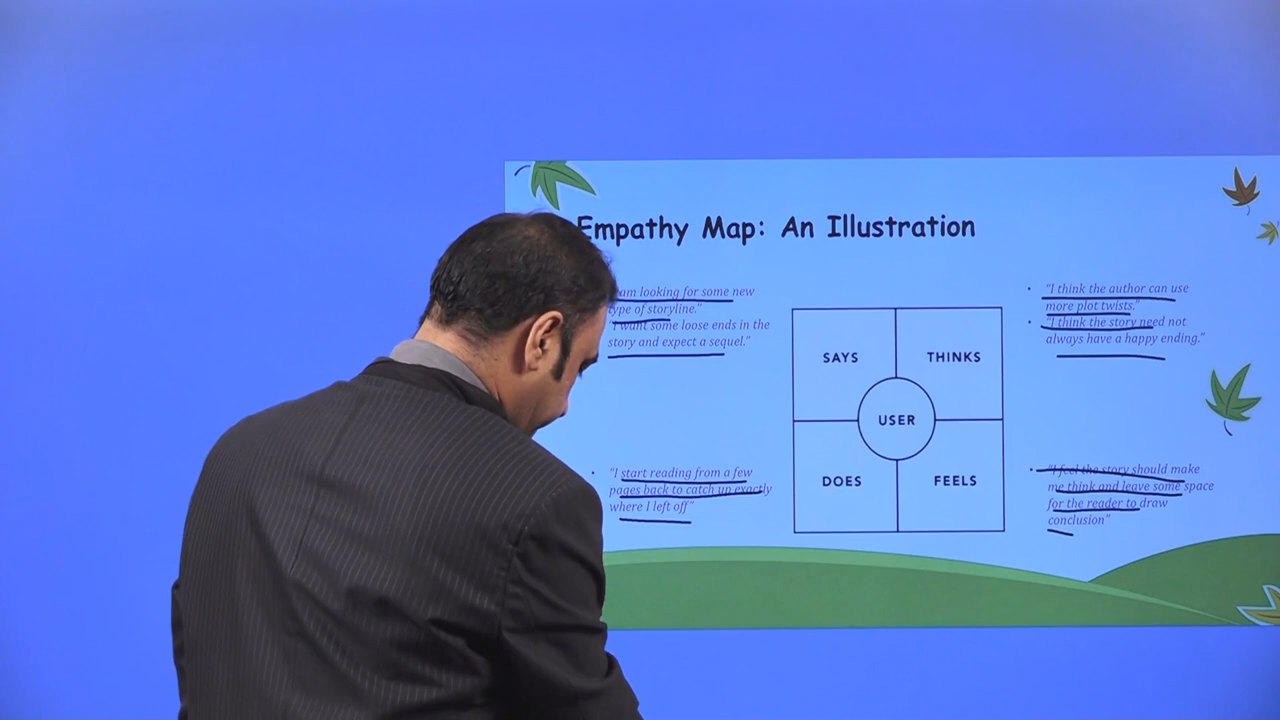 Empathy Map: An Illustration
am looking for some new
type of storyline."
"I want some loose ends in the
story and expect a sequel."
• "I think the author can use
more plot twists."
• "I think the story need not
always have a happy ending."
SAYS
THINKS
USER
DOES
FEELS
• "I start reading from a few
pages back to catch up exactly
where I left off"
• "I feel the story should make
me think and leave some space
for the reader to draw
conclusion"